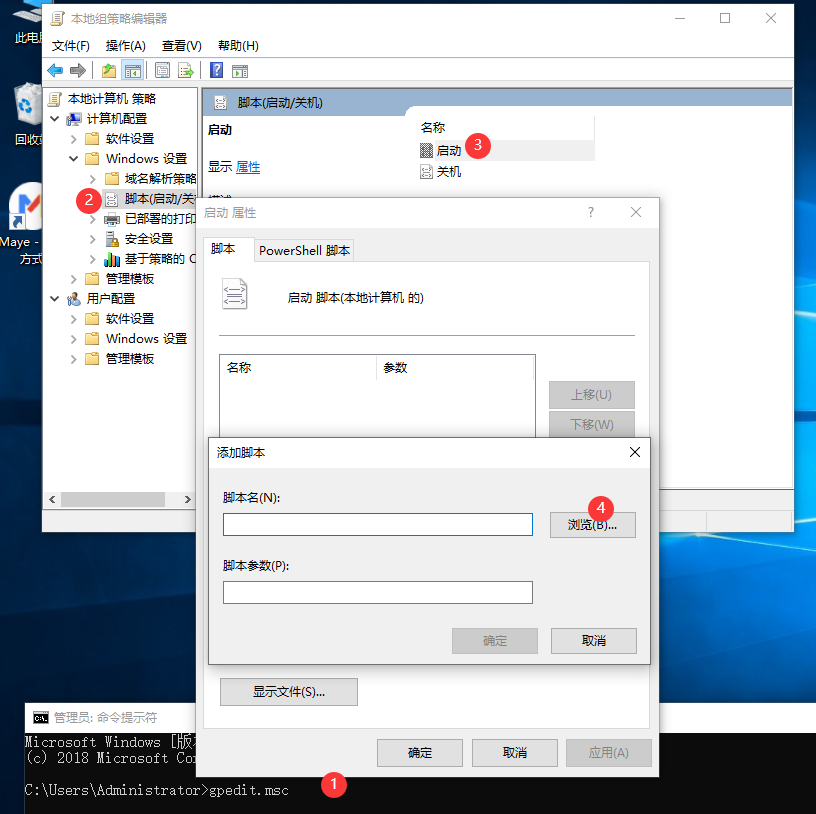 此电脑
回收站
Maye -
方式
本地组策略编辑器
文件(F) 操作(A) 查看(V) 帮助(H)
本地计算机 策略
计算机配置
软件设置
Windows 设置
域名解析策略
2
脚本(启动/关
已部署的打印
安全设置
基于策略的
管理模板
用户配置
软件设置
Windows 设置
管理模板
脚本(启动/关机)
启动
显示 属性
名称
启动
3
关机
启动 属性
脚本
PowerShell 脚本
启动 脚本(本地计算机 的)
名称 参数
上移(U)
下移(W)
添加脚本
脚本名(N):
4
浏览(B)...
脚本参数(P):
确定 取消
显示文件(S)...
确定 取消 应用(A)
管理员: 命令提示符
Microsoft Windows [版
(c) 2018 Microsoft
C:\Users\Administrator>gpedit.msc
1